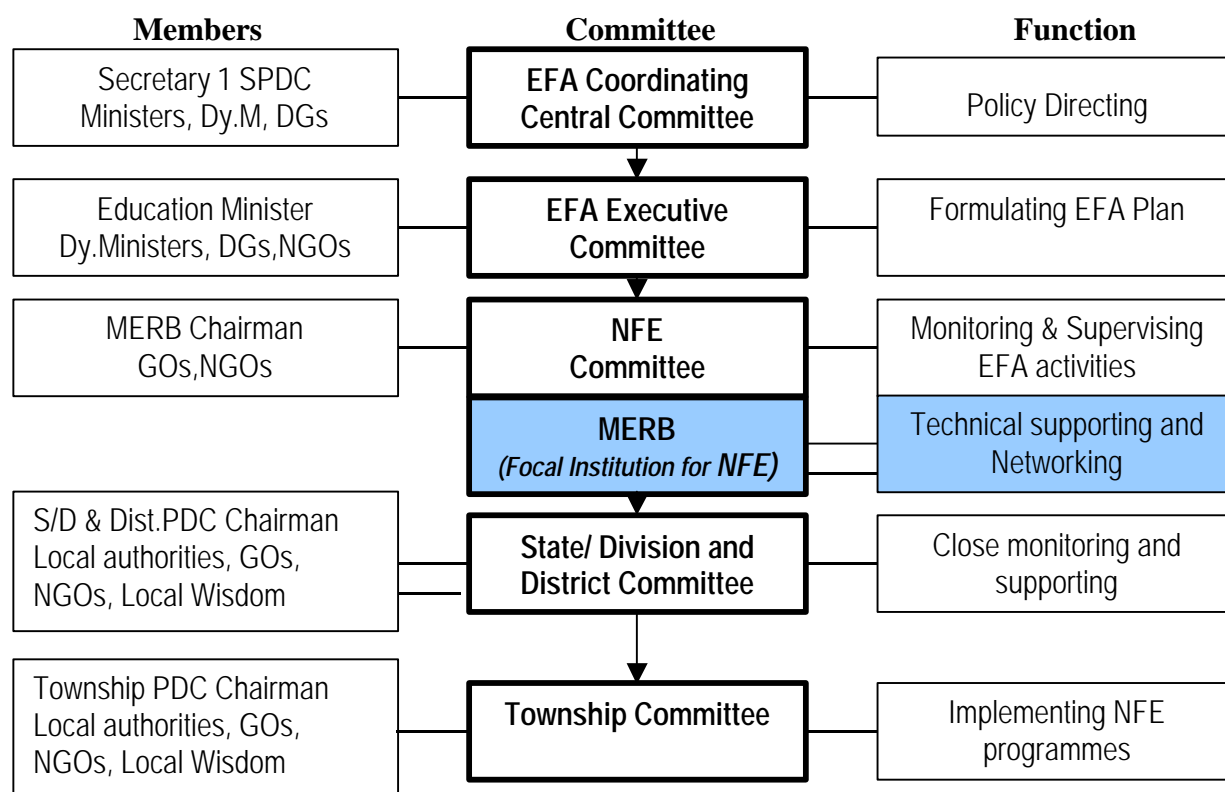 Members
Committee
Function
Secretary 1 SPDC
Ministers, Dy.M, DGs
EFA Coordinating
Central Committee
Policy Directing
Education Minister
Dy.Ministers, DGs,NGOs
EFA Executive
Committee
Formulating EFA Plan
MERB Chairman
GOs,NGOs
NFE
Committee
Monitoring & Supervising
EFA activities
MERB
(Focal Institution for NFE)
Technical supporting and
Networking
S/D & Dist.PDC Chairman
Local authorities, GOs,
NGOs, Local Wisdom
State/ Division and
District Committee
Close monitoring and
supporting
Township PDC Chairman
Local authorities, GOs,
NGOs, Local Wisdom
Township Committee
Implementing NFE
programmes